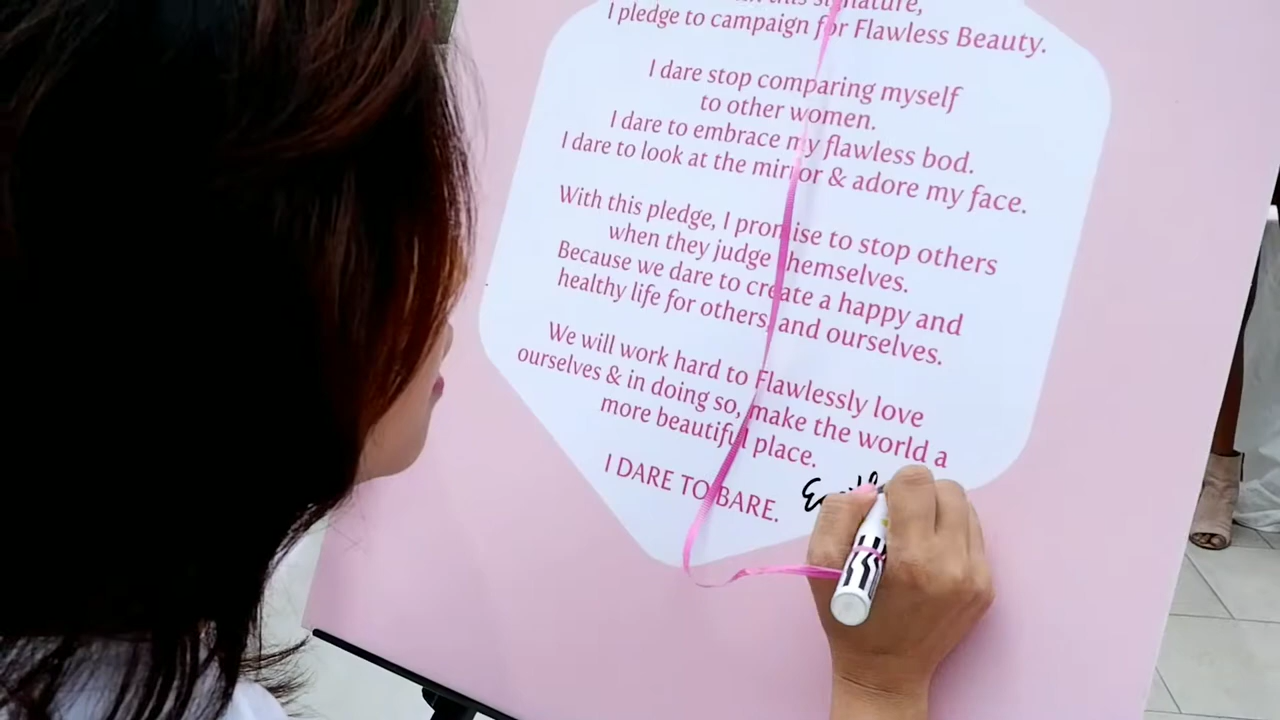 this signature,
I pledge to campaign for Flawless Beauty.
I dare stop comparing myself
to other women.
I dare to embrace my flawless bod.
I dare to look at the mirror & adore my face.
With this pledge, I promise to stop others
when they judge themselves.
Because we dare to create a happy and
healthy life for others, and ourselves.
We will work hard to Flawlessly love
ourselves & in doing so, make the world a
more beautiful place.
I DARE TO BARE.